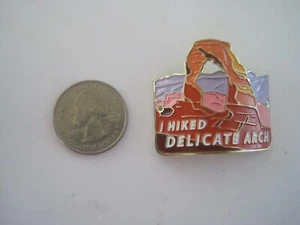 I HIKED
DELICATE ARCH